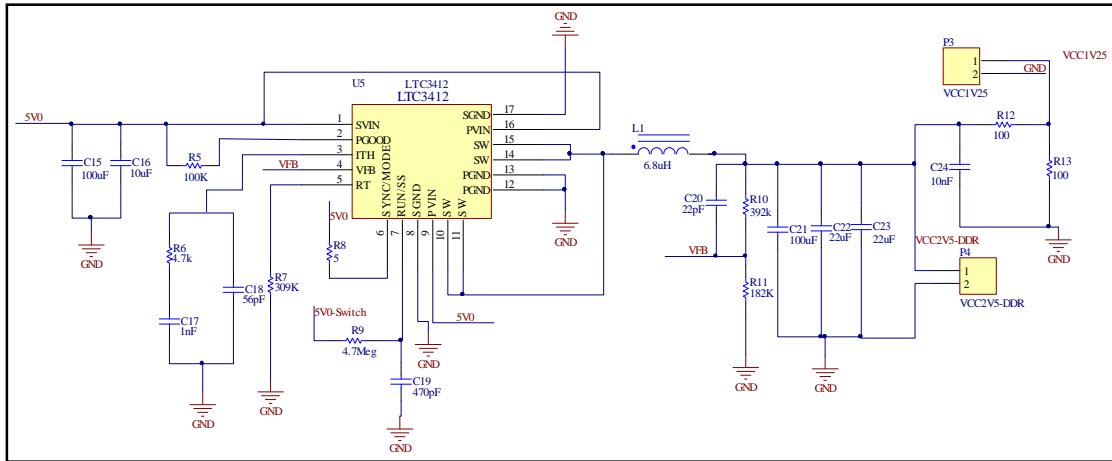 GND
P3
1
2
GND
VCC1V25
VCC1V25
U5
LTC3412
LTC3412
5V0
1
SVIN
2
PGOOD
3
ITH
4
VFB
5
RT
SGND
17
PVIN
16
SW
15
SW
14
PGND
13
PGND
12
SYNC/MODE
RUN/SS
SGND
PVIN
SW
SW
6
7
8
9
10
11
C15
100uF
C16
10uF
R5
100K
VFB
GND
5V0
R8
5
R6
4.7k
C17
1nF
C18
56pF
R7
309K
GND
GND
5V0-Switch
R9
4.7Meg
C19
470pF
GND
GND
5V0
GND
L1
6.8uH
C20
22pF
R10
392k
VFB
R11
182K
GND
C21
100uF
C22
22uF
C23
22uF
GND
C24
10nF
R12
100
R13
100
GND
VCC2V5-DDR
P4
1
2
VCC2V5-DDR